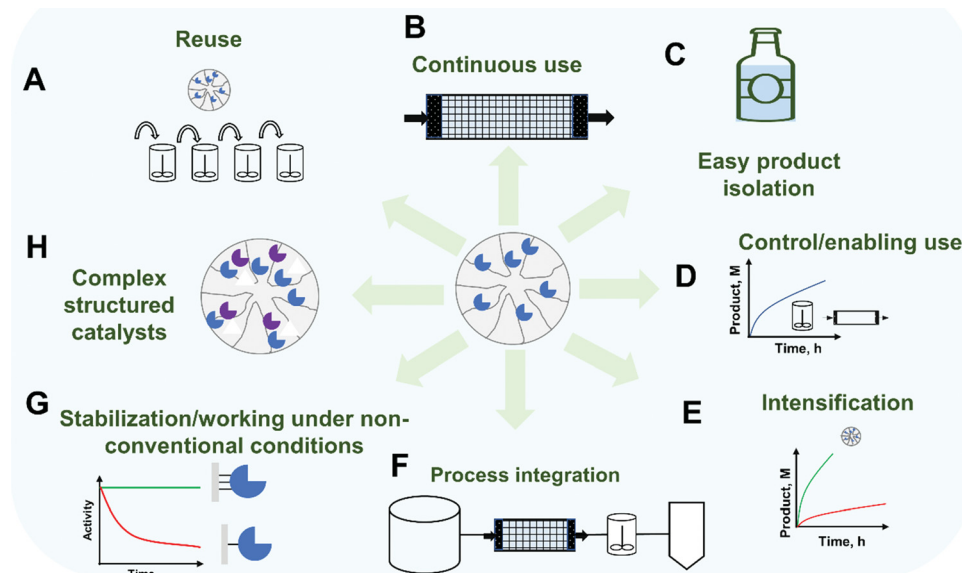 A
Reuse
B
Continuous use
C
Easy product
isolation
H
Complex
structured
catalysts
D
Control/enabling use
Product, M
Time, h
G
Stabilization/working under non-
conventional conditions
Activity
Time
F
Process integration
E
Intensification
Product, M
Time, h